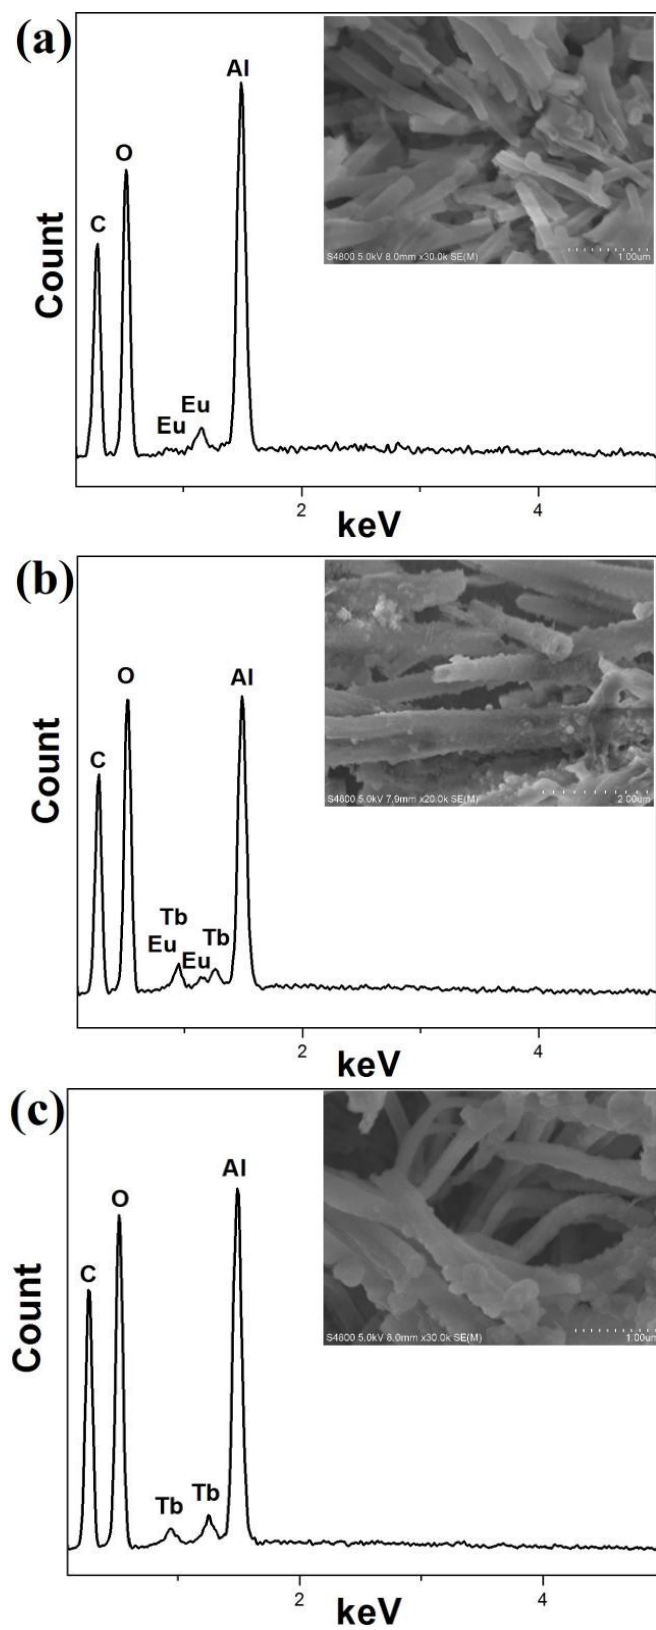 (a)
Al
O
C
Count
Eu
Eu
S4800 5.0kV 8.0mm x30.0k SE(M)
1.00um
2
4
keV
(b)
O
Al
C
Count
Tb
Tb
Eu
Eu
S4800 5.0kV 7.9mm x20.0k SE(M)
2.00um
2
4
keV
(c)
Al
O
C
Count
Tb
Tb
S4800 5.0kV 8.0mm x30.0k SE(M)
1.00um
2
4
keV